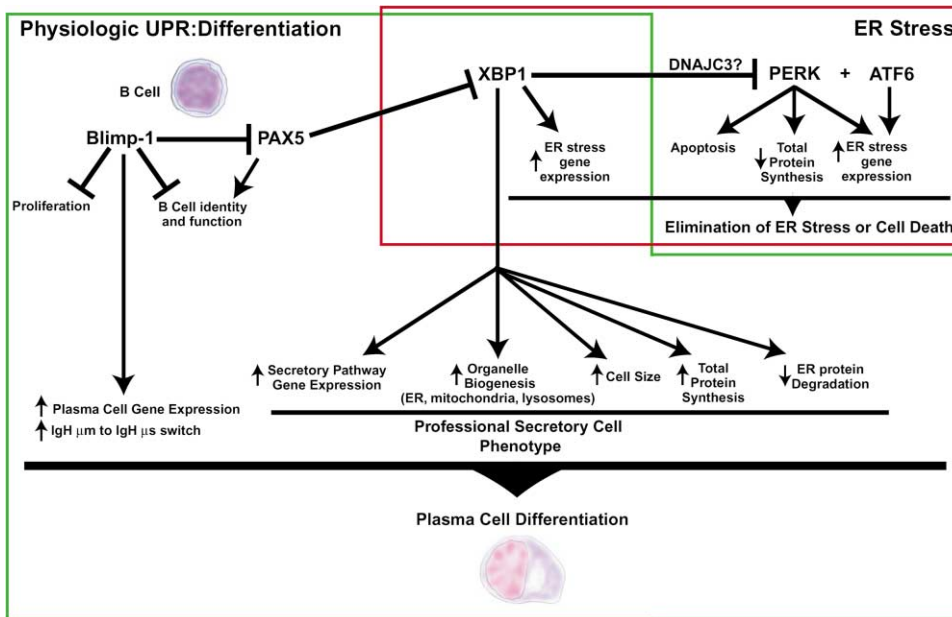 Physiologic UPR:Differentiation
ER Stress
B Cell
Blimp-1
PAX5
XBP1
DNAJC3?
PERK + ATF6
Proliferation
B Cell identity
and function
ER stress
gene
expression
Apoptosis
Total
Protein
Synthesis
ER stress
gene
expression
Elimination of ER Stress or Cell Death
Secretory Pathway
Gene Expression
Organelle
Biogenesis
(ER, mitochondria, lysosomes)
Cell Size
Total
Protein
Synthesis
ER protein
Degradation
Plasma Cell Gene Expression
IgH μm to IgH μs switch
Professional Secretory Cell
Phenotype
Plasma Cell Differentiation